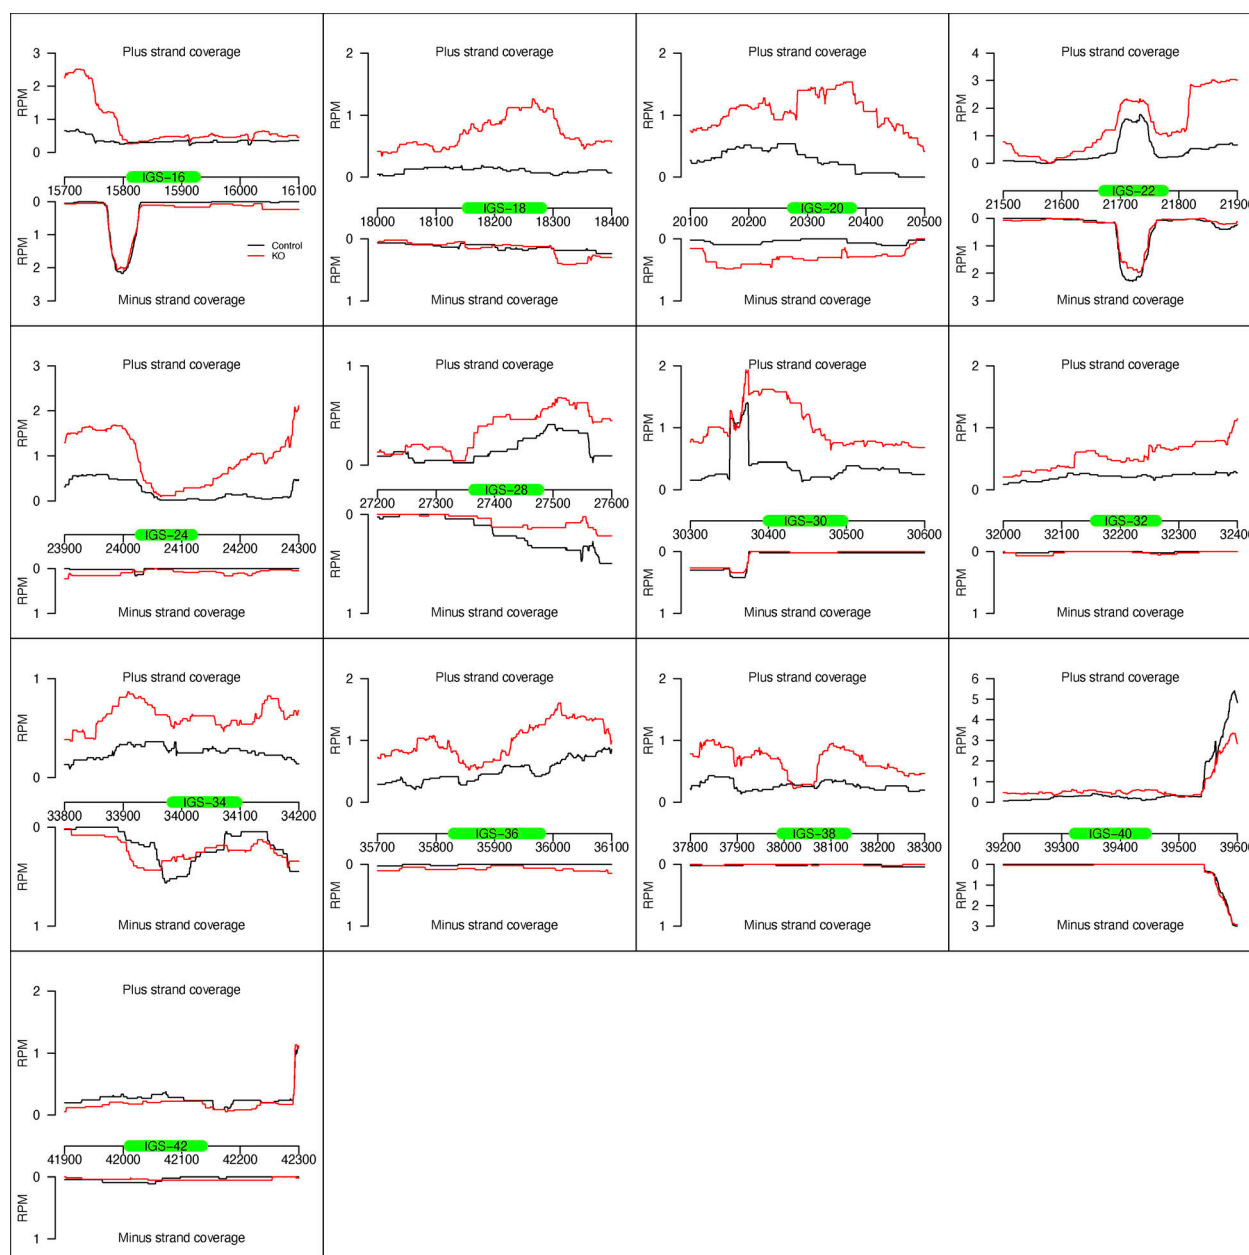 Plus strand coverage
3
2
1
0
RPM
IGS−16
15700 15800 15900 16000 16100
0
1
2
3
RPM
Control
KO
Minus strand coverage
Plus strand coverage
2
1
0
RPM
IGS−18
18000 18100 18200 18300 18400
0
1
RPM
Minus strand coverage
Plus strand coverage
2
1
0
RPM
IGS−20
20100 20200 20300 20400 20500
0
1
RPM
Minus strand coverage
Plus strand coverage
4
3
2
1
0
RPM
IGS−22
21500 21600 21700 21800 21900
0
1
2
3
RPM
Minus strand coverage
Plus strand coverage
3
2
1
0
RPM
IGS−24
23900 24000 24100 24200 24300
0
1
RPM
Minus strand coverage
Plus strand coverage
1
0
RPM
IGS−28
27200 27300 27400 27500 27600
0
1
RPM
Minus strand coverage
Plus strand coverage
2
1
0
RPM
IGS−30
30300 30400 30500 30600
0
1
RPM
Minus strand coverage
Plus strand coverage
2
1
0
RPM
IGS−32
32000 32100 32200 32300 32400
0
1
RPM
Minus strand coverage
Plus strand coverage
1
0
RPM
IGS−34
33800 33900 34000 34100 34200
0
1
RPM
Minus strand coverage
Plus strand coverage
2
1
0
RPM
IGS−36
35700 35800 35900 36000 36100
0
1
RPM
Minus strand coverage
Plus strand coverage
2
1
0
RPM
IGS−38
37800 37900 38000 38100 38200 38300
0
1
RPM
Minus strand coverage
Plus strand coverage
6
5
4
3
2
1
0
RPM
IGS−40
39200 39300 39400 39500 39600
0
1
2
3
RPM
Minus strand coverage
Plus strand coverage
2
1
0
RPM
IGS−42
41900 42000 42100 42200 42300
0
1
RPM
Minus strand coverage